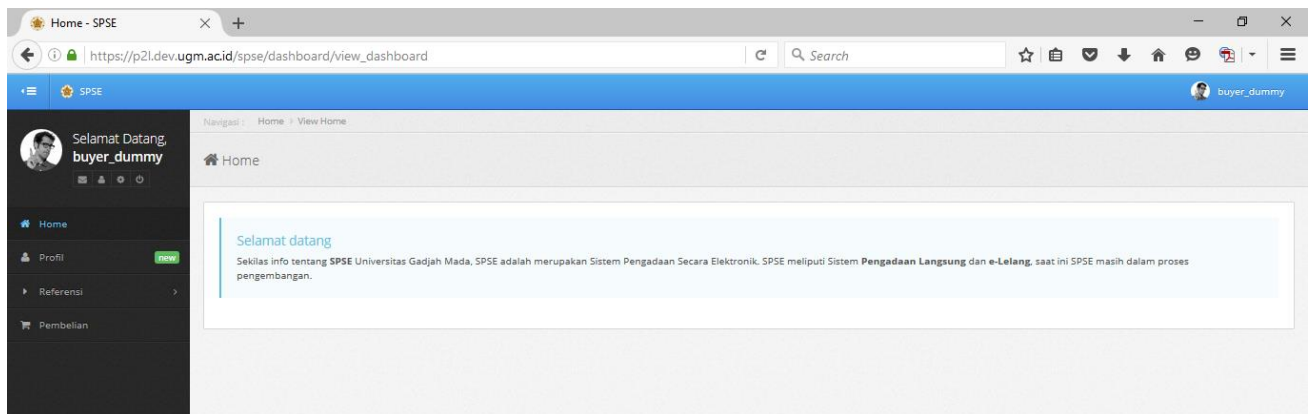 Home - SPSE
https://p2l.dev.ugm.ac.id/spse/dashboard/view_dashboard
Search
SPSE
buyer_dummy
Selamat Datang,
buyer_dummy
Navigasi : Home > View Home
Home
Home
Profil new
Referensi
Pembelian
Selamat datang
Sekilas info tentang SPSE Universitas Gadjah Mada, SPSE adalah merupakan Sistem Pengadaan Secara Elektronik. SPSE meliputi Sistem Pengadaan Langsung dan e-Lelang, saat ini SPSE masih dalam proses
pengembangan.